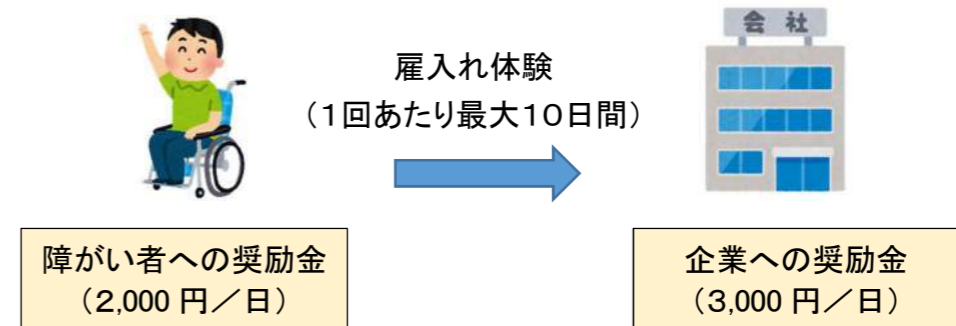 会社
雇入れ体験
（１回あたり最大１０日間）
障がい者への奨励金
（２,000 円／日）
企業への奨励金
（３,000 円／日）